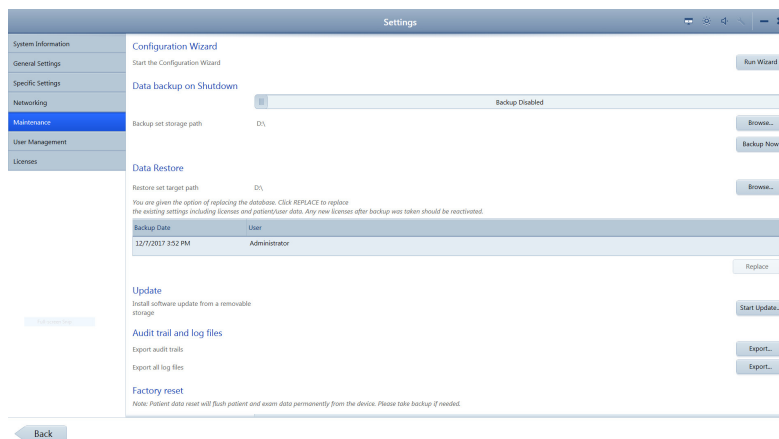 Settings
System Information
General Settings
Specific Settings
Networking
Maintenance
User Management
Licenses
Configuration Wizard
Start the Configuration Wizard
Run Wizard
Data backup on Shutdown
Backup Disabled
Backup set storage path D:\
Browse...
Backup Now
Data Restore
Restore set target path D:\
Browse...
You are given the option of replacing the database. Click REPLACE to replace
the existing settings including licenses and patient/user data. Any new licenses after backup was taken should be reactivated.
Backup Date User
12/7/2017 3:52 PM Administrator
Replace
Update
Install software update from a removable
storage
Start Update..
Audit trail and log files
Export audit trails
Export...
Export all log files
Export...
Factory reset
Note: Patient data reset will flush patient and exam data permanently from the device. Please take backup if needed.
Back